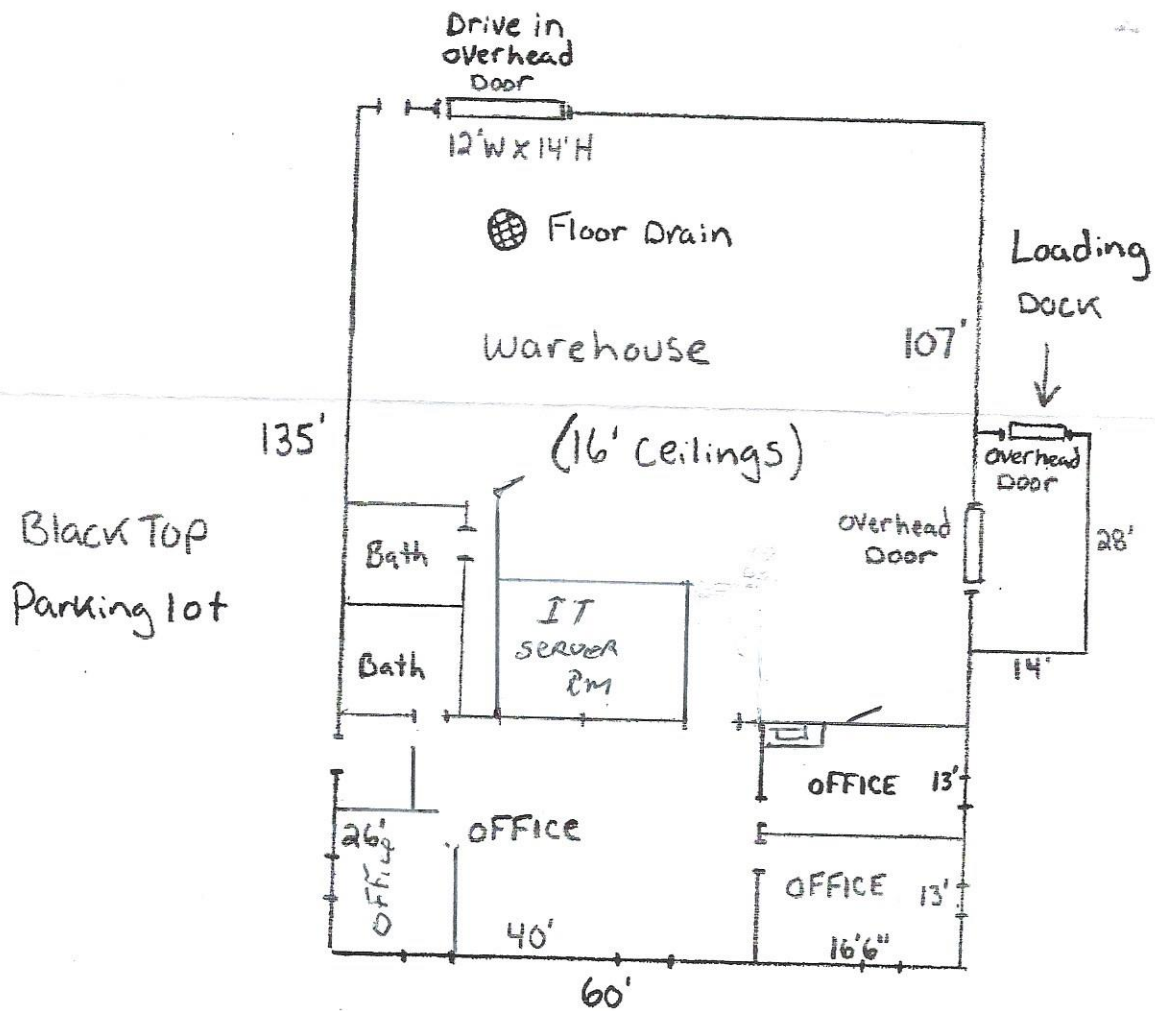 Drive in
overhead
Door
12'W x 14'H
Floor Drain
Loading
Dock
Warehouse
107'
135'
(16' ceilings)
overhead
Door
overhead
Door
28'
Black Top
Parking lot
Bath
IT
SERVER
RM
Bath
14'
OFFICE 13'
26'
OFFICE
OFFICE
OFFICE 13'
40'
16'6"
60'